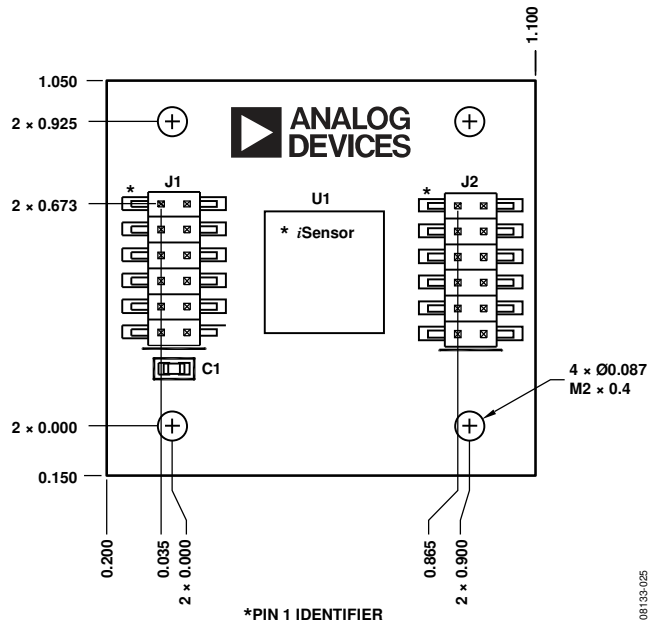 1.100
1.050
2 × 0.925
ANALOG
DEVICES
J1
J2
*
*
2 × 0.673
U1
* iSensor
C1
4 × Ø0.087
M2 × 0.4
2 × 0.000
0.150
0.200
0.035
2 × 0.000
0.865
2 × 0.900
*PIN 1 IDENTIFIER
08133-025